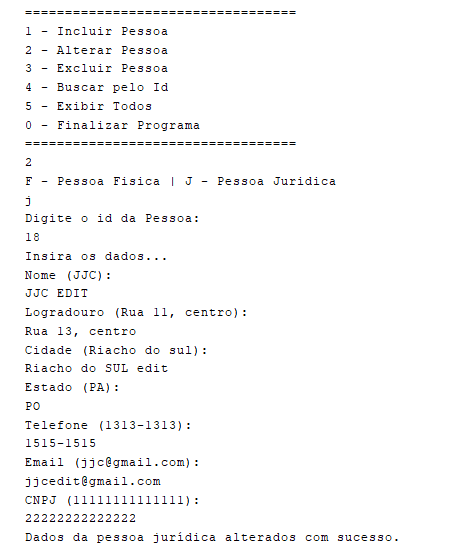 ==================================
1 - Incluir Pessoa
2 - Alterar Pessoa
3 - Excluir Pessoa
4 - Buscar pelo Id
5 - Exibir Todos
0 - Finalizar Programa
==================================
2
F - Pessoa Fisica | J - Pessoa Juridica
j
Digite o id da Pessoa:
18
Insira os dados...
Nome (JJC):
JJC EDIT
Logradouro (Rua 11, centro):
Rua 13, centro
Cidade (Riacho do sul):
Riacho do SUL edit
Estado (PA):
PO
Telefone (1313-1313):
1515-1515
Email (jjc@gmail.com):
jjcedit@gmail.com
CNPJ (11111111111111):
22222222222222
Dados da pessoa jurídica alterados com sucesso.